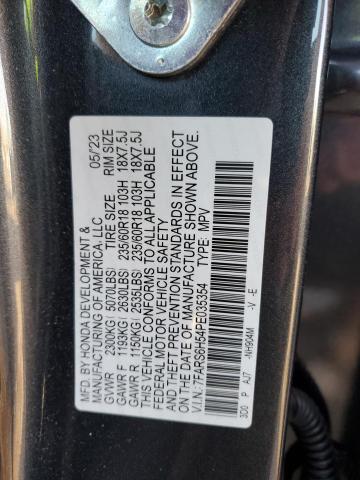 MFD. BY HONDA DEVELOPMENT &
MANUFACTURING OF AMERICA, LLC 05/'23
GVWR 2300KG( 5070LBS) TIRE SIZE RIM SIZE
GAWR F 1193KG( 2630LBS) 235/60R18 103H 18X7.5J
GAWR R 1150KG( 2535LBS) 235/60R18 103H 18X7.5J
THIS VEHICLE CONFORMS TO ALL APPLICABLE
FEDERAL MOTOR VEHICLE SAFETY
AND THEFT PREVENTION STANDARDS IN EFFECT
ON THE DATE OF MANUFACTURE SHOWN ABOVE.
V.I.N.:7FARS6H54PE035354 TYPE: MPV
3D0 P AJ7 -NH904M -V -E